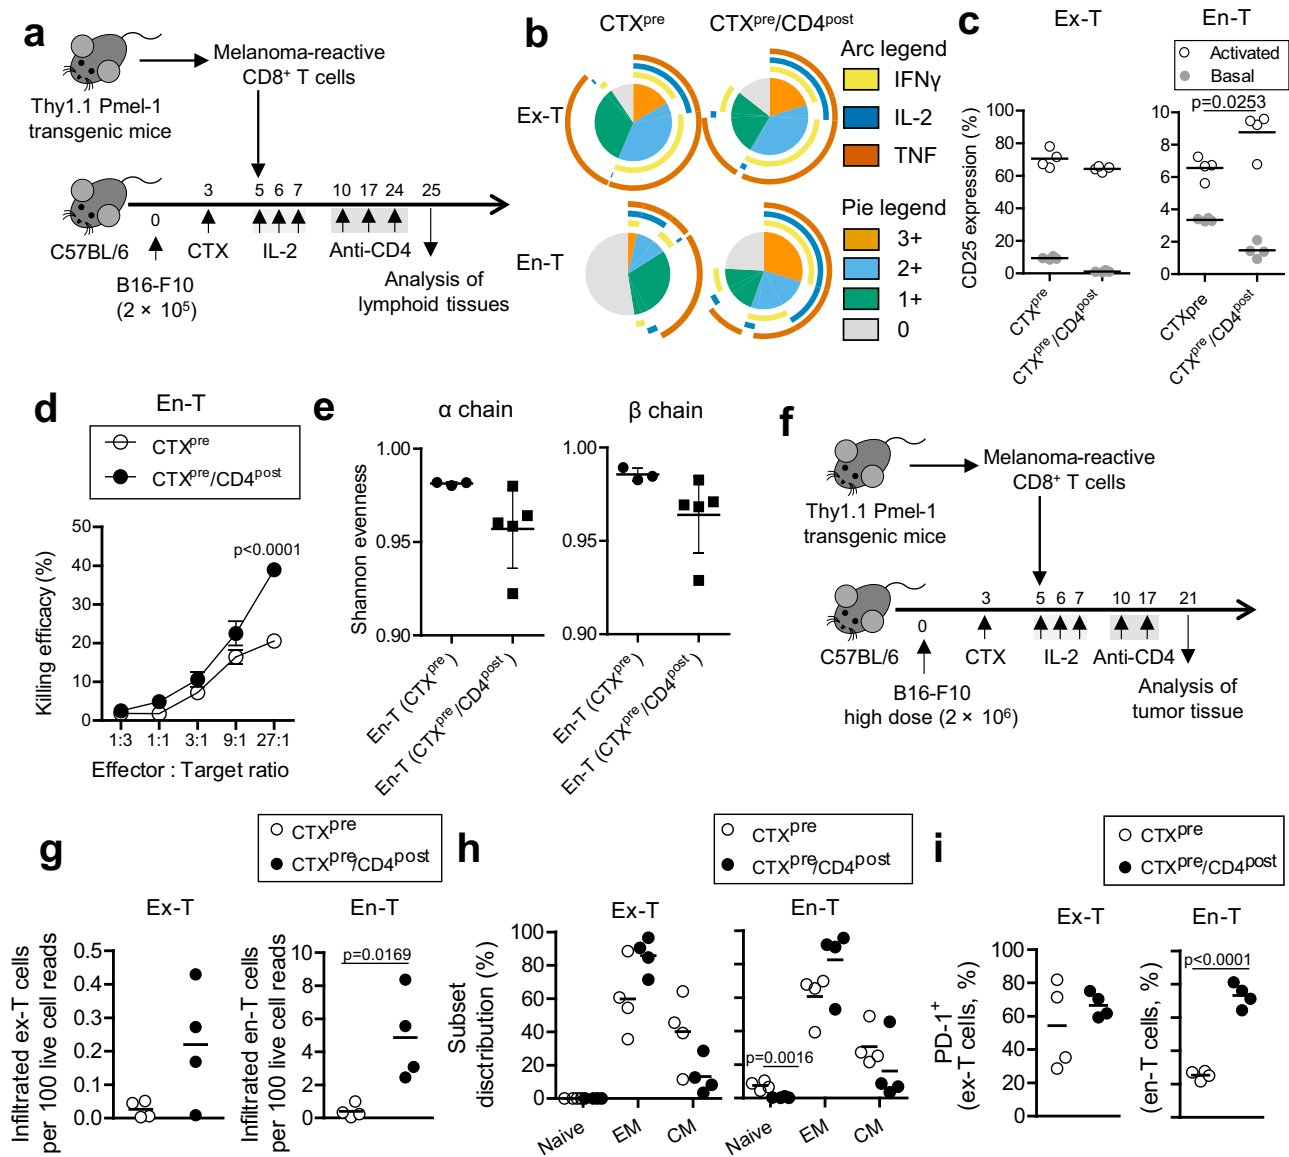 a
Melanoma-reactive
CD8⁺ T cells
Thy1.1 Pmel-1
transgenic mice
0 3 5 6 7 10 17 24 25
C57BL/6
CTX IL-2 Anti-CD4
B16-F10
(2 × 10⁵)
Analysis of
lymphoid tissues
b
CTXᵖʳᵉ CTXᵖʳᵉ/CD4ᵖᵒˢᵗ
Ex-T
En-T
Arc legend
IFNγ
IL-2
TNF
Pie legend
3+
2+
1+
0
c
Ex-T En-T
Activated
Basal
p=0.0253
CD25 expression (%)
100
80
60
40
20
0
10
8
6
4
2
0
CTXᵖʳᵉ
CTXᵖʳᵉ/CD4ᵖᵒˢᵗ
CTXpre
CTXᵖʳᵉ/CD4ᵖᵒˢᵗ
d
En-T
CTXᵖʳᵉ
CTXᵖʳᵉ/CD4ᵖᵒˢᵗ
p<0.0001
Killing efficacy (%)
50
40
30
20
10
0
1:3 1:1 3:1 9:1 27:1
Effector : Target ratio
e
α chain β chain
Shannon evenness
1.00
0.95
0.90
1.00
0.95
0.90
En-T (CTXᵖʳᵉ)
En-T (CTXᵖʳᵉ/CD4ᵖᵒˢᵗ)
En-T (CTXᵖʳᵉ)
En-T (CTXᵖʳᵉ/CD4ᵖᵒˢᵗ)
f
Melanoma-reactive
CD8⁺ T cells
Thy1.1 Pmel-1
transgenic mice
0 3 5 6 7 10 17 21
C57BL/6
CTX IL-2 Anti-CD4
B16-F10
high dose (2 × 10⁶)
Analysis of
tumor tissue
g
CTXᵖʳᵉ
CTXᵖʳᵉ/CD4ᵖᵒˢᵗ
Ex-T En-T
Infiltrated ex-T cells
per 100 live cell reads
0.5
0.4
0.3
0.2
0.1
0.0
Infiltrated en-T cells
per 100 live cell reads
10
8
6
4
2
0
p=0.0169
h
CTXᵖʳᵉ
CTXᵖʳᵉ/CD4ᵖᵒˢᵗ
Ex-T En-T
Subset
disctribution (%)
100
80
60
40
20
0
p=0.0016
Naive EM CM Naive EM CM
i
CTXᵖʳᵉ
CTXᵖʳᵉ/CD4ᵖᵒˢᵗ
Ex-T En-T
PD-1⁺
(ex-T cells, %)
100
80
60
40
20
0
(en-T cells, %)
p<0.0001